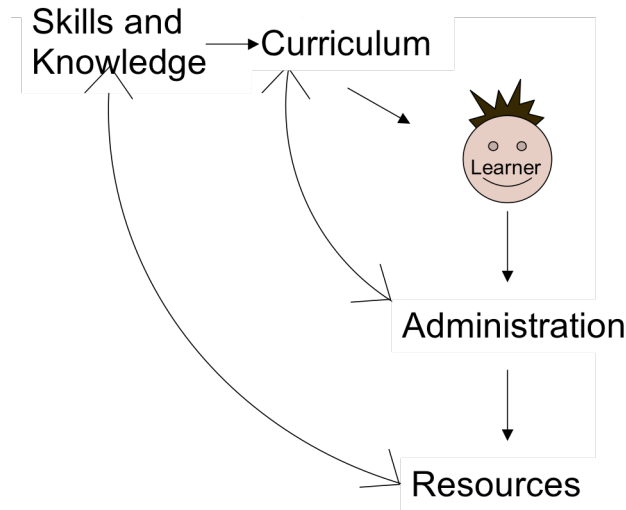 Skills and
Knowledge
Curriculum
Learner
Administration
Resources